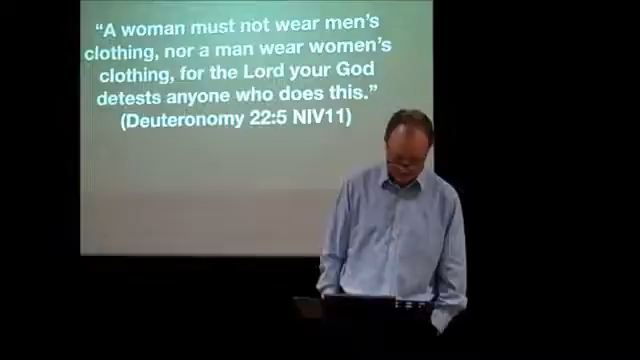 “A woman must not wear men’s
clothing, nor a man wear women’s
clothing, for the Lord your God
detests anyone who does this.”
(Deuteronomy 22:5 NIV11)